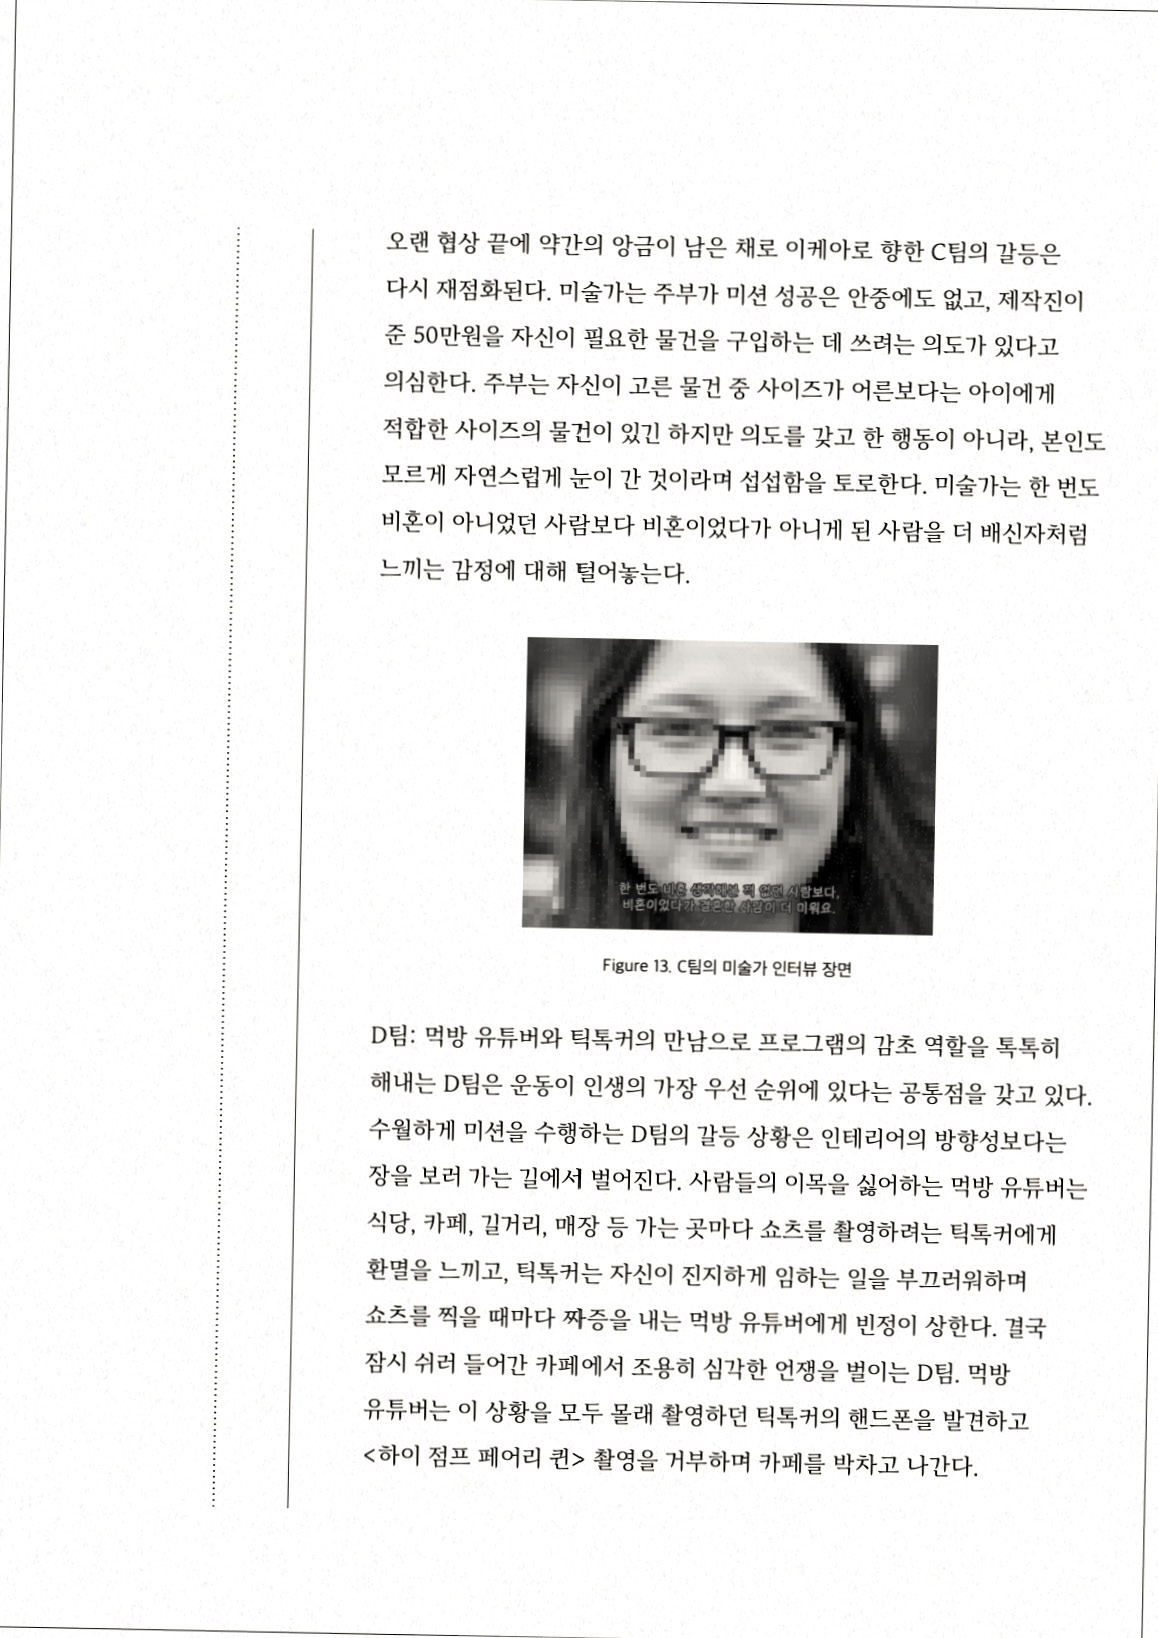 오랜 협상 끝에 약간의 앙금이 남은 채로 이케아로 향한 C팀의 갈등은
다시 재점화된다. 미술가는 주부가 미션 성공은 안중에도 없고, 제작진이
준 50만원을 자신이 필요한 물건을 구입하는 데 쓰려는 의도가 있다고
의심한다. 주부는 자신이 고른 물건 중 사이즈가 어른보다는 아이에게
적합한 사이즈의 물건이 있긴 하지만 의도를 갖고 한 행동이 아니라, 본인도
모르게 자연스럽게 눈이 간 것이라며 섭섭함을 토로한다. 미술가는 한 번도
비혼이 아니었던 사람보다 비혼이었다가 아니게 된 사람을 더 배신자처럼
느끼는 감정에 대해 털어놓는다.
한 번도 비혼 생각해본 적 없던 사람보다,
비혼이었다가 결혼한 사람이 더 미워요.
Figure 13. C팀의 미술가 인터뷰 장면
D팀: 먹방 유튜버와 틱톡커의 만남으로 프로그램의 감초 역할을 톡톡히
해내는 D팀은 운동이 인생의 가장 우선 순위에 있다는 공통점을 갖고 있다.
수월하게 미션을 수행하는 D팀의 갈등 상황은 인테리어의 방향성보다는
장을 보러 가는 길에서 벌어진다. 사람들의 이목을 싫어하는 먹방 유튜버는
식당, 카페, 길거리, 매장 등 가는 곳마다 쇼츠를 촬영하려는 틱톡커에게
환멸을 느끼고, 틱톡커는 자신이 진지하게 임하는 일을 부끄러워하며
쇼츠를 찍을 때마다 짜증을 내는 먹방 유튜버에게 빈정이 상한다. 결국
잠시 쉬러 들어간 카페에서 조용히 심각한 언쟁을 벌이는 D팀. 먹방
유튜버는 이 상황을 모두 몰래 촬영하던 틱톡커의 핸드폰을 발견하고
<하이 점프 페어리 퀸> 촬영을 거부하며 카페를 박차고 나간다.